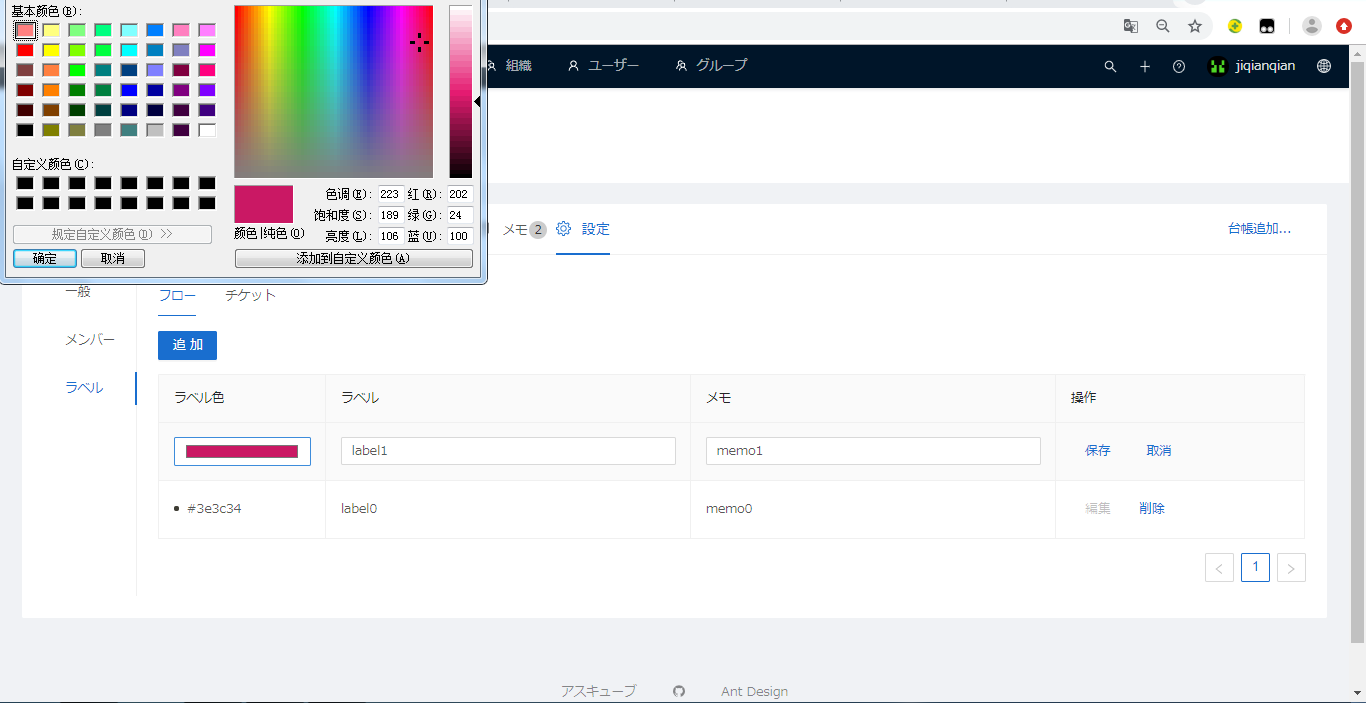 基本颜色(B):
自定义颜色(C):
规定自定义颜色(D) >>
确定
取消
色调(E): 223
红(R): 202
饱和度(S): 189
绿(G): 24
颜色|纯色(O)
亮度(L): 106
蓝(U): 100
添加到自定义颜色(A)
组織
ユーザー
グループ
jiqianqian
メモ 2
設定
台帳追加...
一般
メンバー
ラベル
フロー
チケット
追 加
ラベル色
ラベル
メモ
操作
label1
memo1
保存
取消
#3e3c34
label0
memo0
編集
削除
<
1
>
アスキューブ
Ant Design